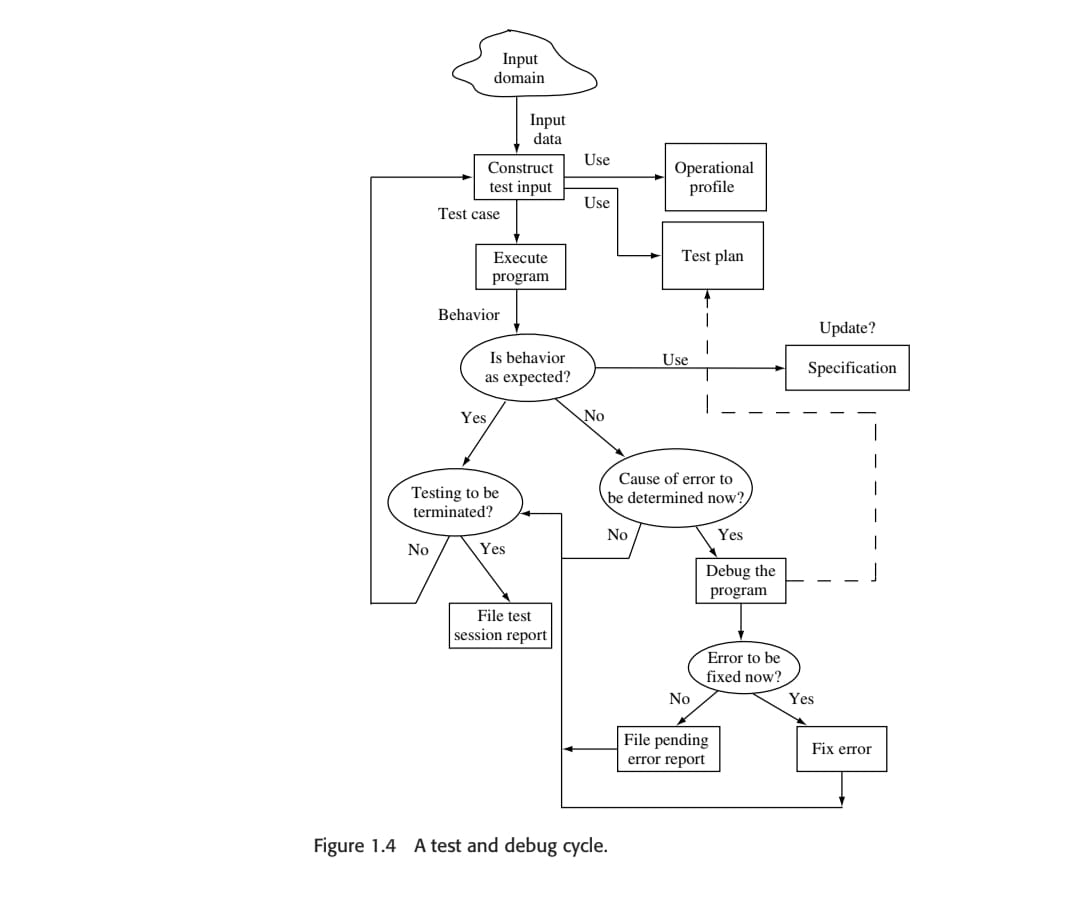 Input
domain
Input
data
Construct
test input
Use
Operational
profile
Use
Test case
Execute
program
Test plan
Behavior
Update?
Is behavior
as expected?
Use
Specification
Yes
No
Cause of error to
be determined now?
Testing to be
terminated?
No
Yes
No
Yes
Debug the
program
File test
session report
Error to be
fixed now?
No
Yes
File pending
error report
Fix error
Figure 1.4 A test and debug cycle.